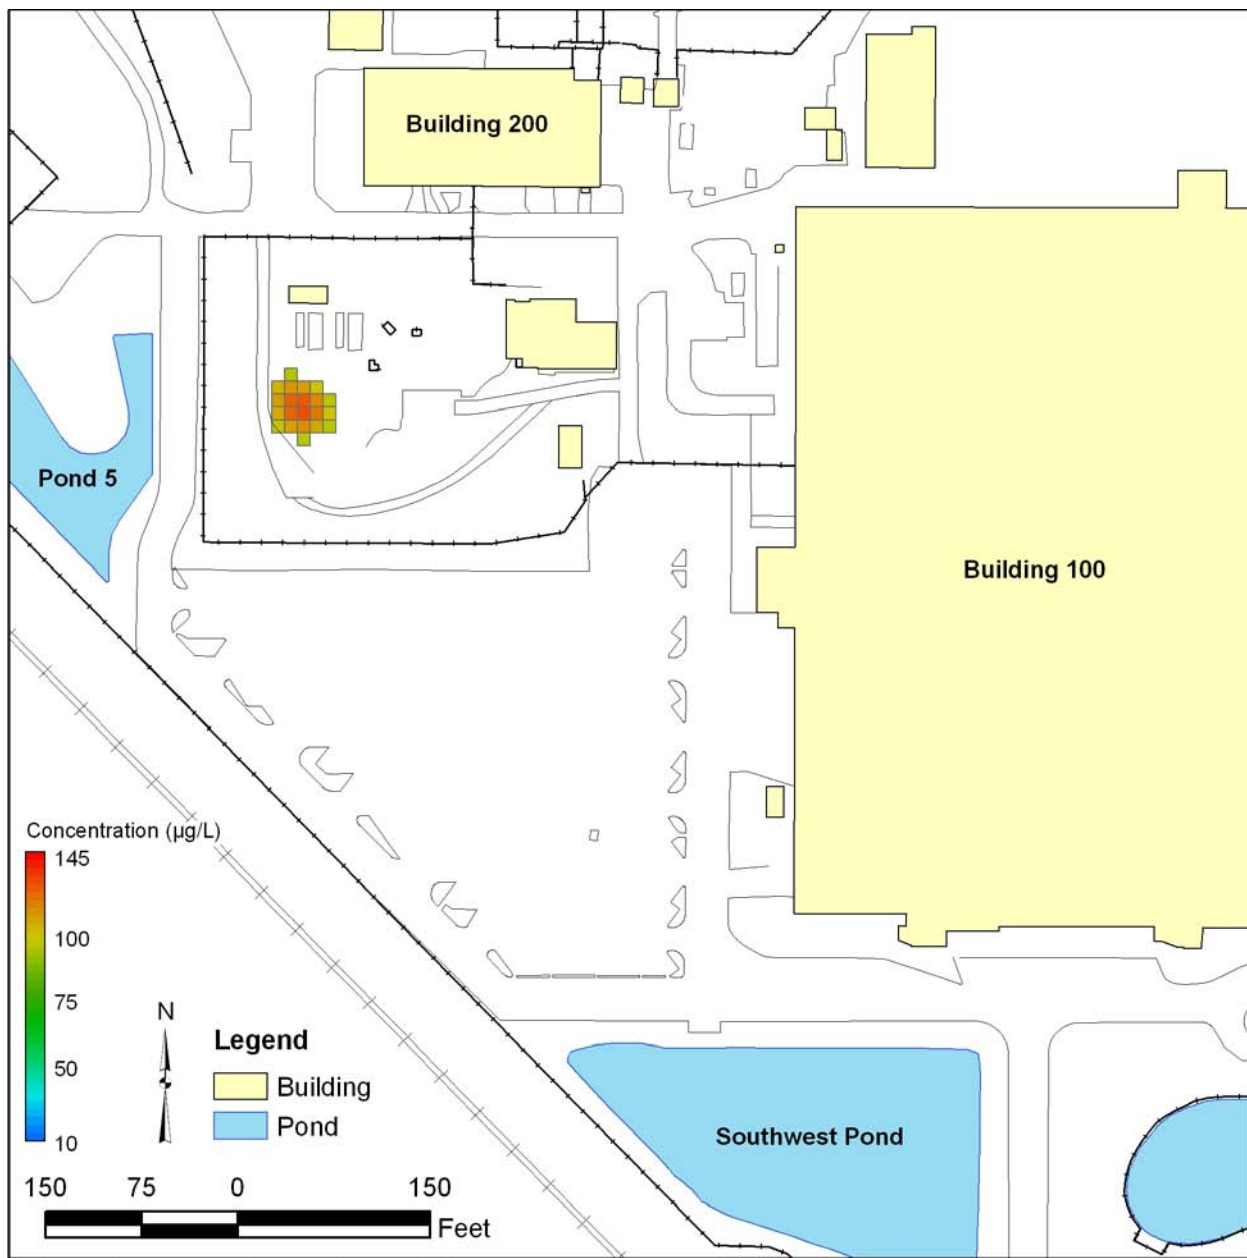 Building 200
Pond 5
Building 100
Concentration (µg/L)
145
100
75
50
10
N
Legend
Building
Pond
Southwest Pond
150 75 0 150
Feet